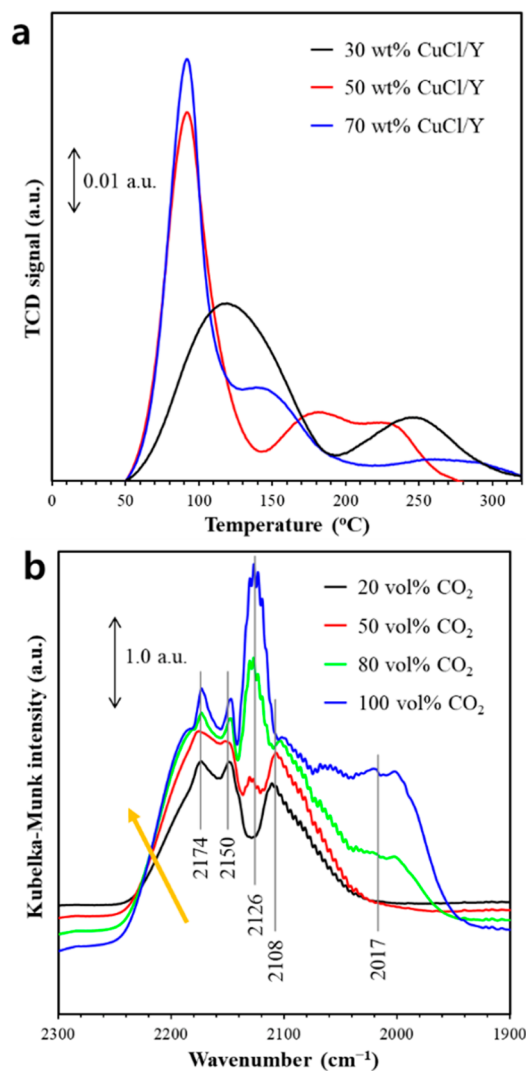 a
30 wt% CuCl/Y
50 wt% CuCl/Y
70 wt% CuCl/Y
0.01 a.u.
TCD signal (a.u.)
0 50 100 150 200 250 300
Temperature (°C)
b
20 vol% CO₂
50 vol% CO₂
80 vol% CO₂
100 vol% CO₂
1.0 a.u.
Kubelka-Munk intensity (a.u.)
2174
2150
2126
2108
2017
2300 2200 2100 2000 1900
Wavenumber (cm⁻¹)